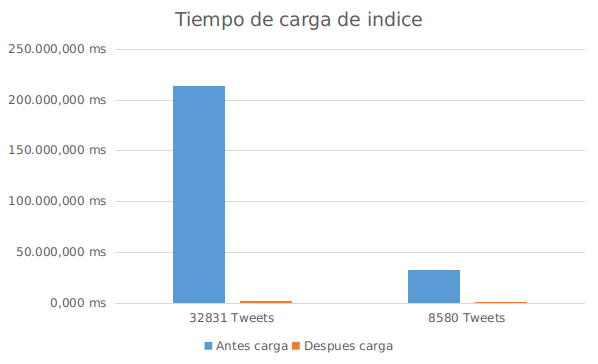 Tiempo de carga de indice
250.000,000 ms
200.000,000 ms
150.000,000 ms
100.000,000 ms
50.000,000 ms
0,000 ms
32831 Tweets
8580 Tweets
Antes carga
Despues carga